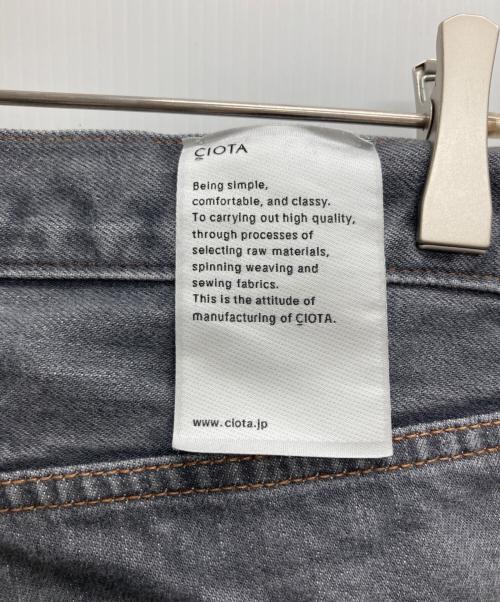 ÇIOTA
Being simple,
comfortable, and classy.
To carrying out high quality,
through processes of
selecting raw materials,
spinning weaving and
sewing fabrics.
This is the attitude of
manufacturing of ÇIOTA.
www.ciota.jp